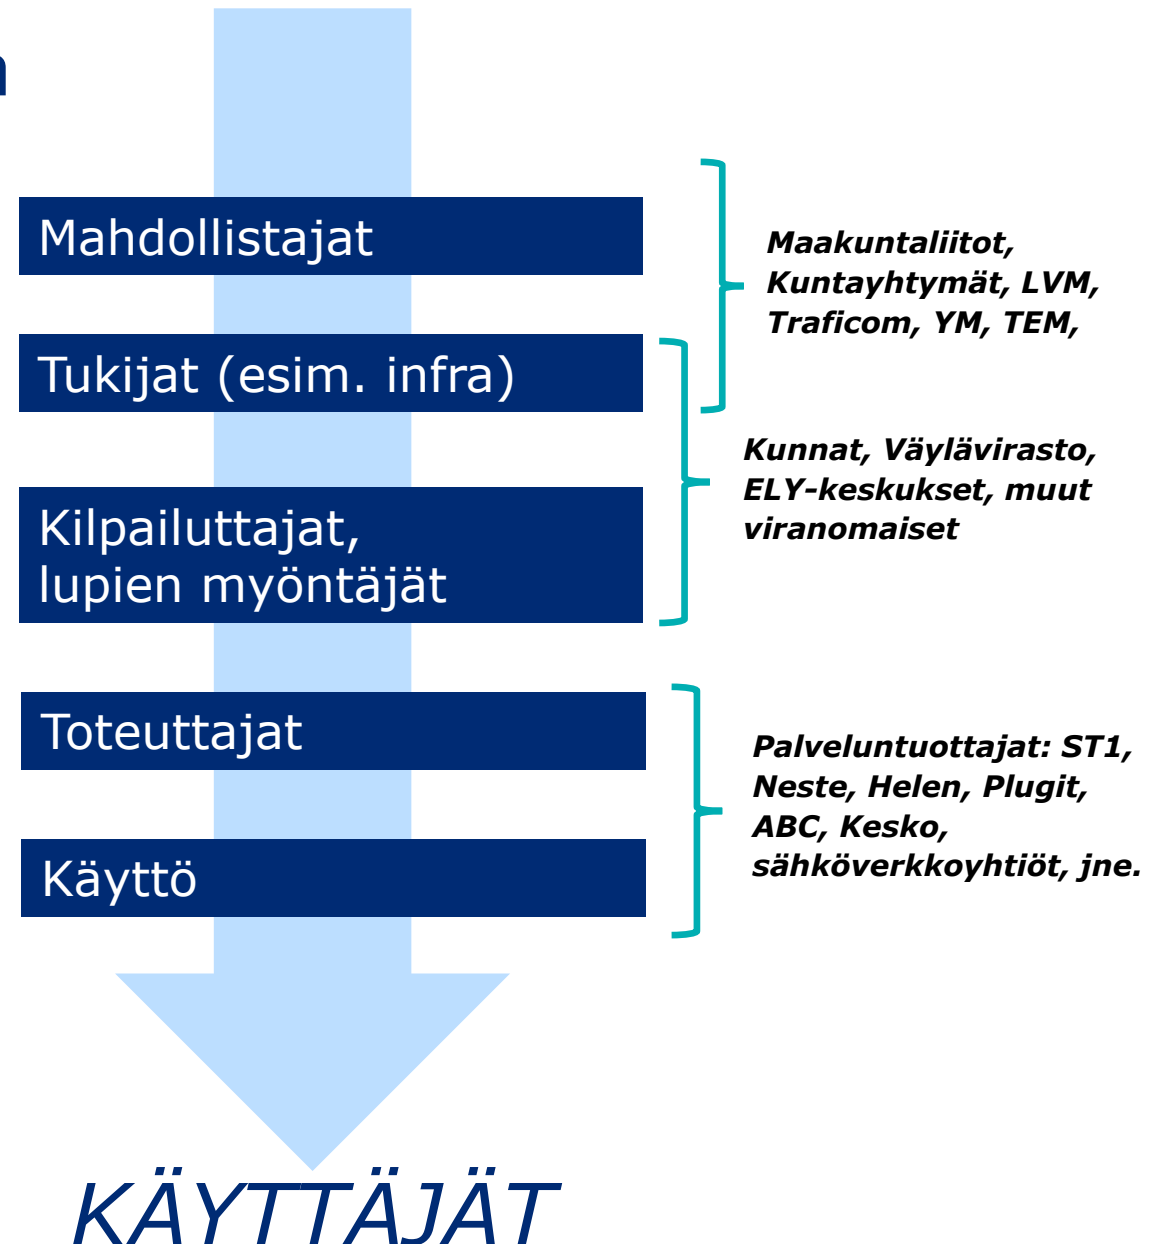 Mahdollistajat
Maakuntaliitot,
Kuntayhtymät, LVM,
Traficom, YM, TEM,
Tukijat (esim. infra)
Kunnat, Väylävirasto,
ELY-keskukset, muut
viranomaiset
Kilpailuttajat,
lupien myöntäjät
Toteuttajat
Palveluntuottajat: ST1,
Neste, Helen, Plugit,
ABC, Kesko,
sähköverkkoyhtiöt, jne.
Käyttö
KÄYTTÄJÄT